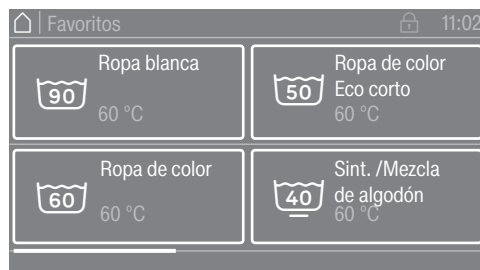 Favoritos 11:02
90 Ropa blanca
60 °C
50 Ropa de color
Eco corto
60 °C
60 Ropa de color
60 °C
40 Sint. /Mezcla
de algodón
60 °C